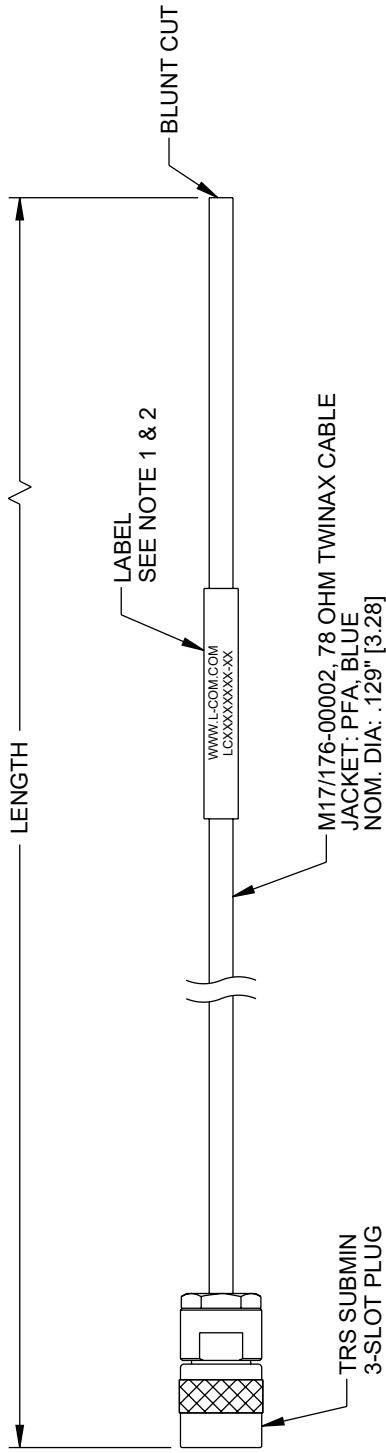 LENGTH
BLUNT CUT
LABEL
SEE NOTE 1 & 2
WWW.L-COM.COM
LCXXXXXXX-XX
M17/176-00002, 78 OHM TWINAX CABLE
JACKET: PFA, BLUE
NOM. DIA: .129" [3.28]
TRS SUBMIN
3-SLOT PLUG